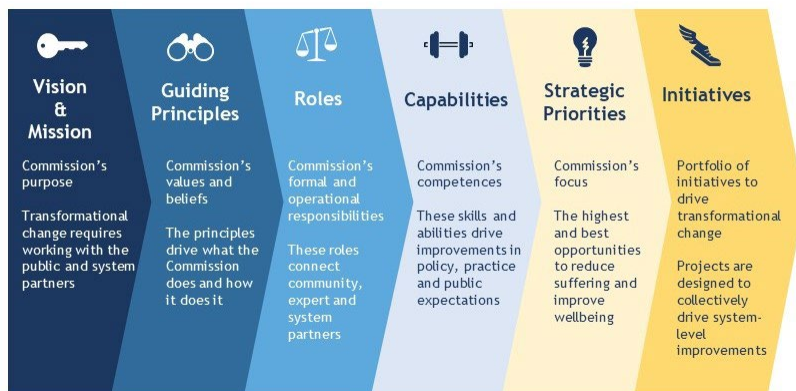 Vision
&
Mission
Commission's
purpose
Transformational
change requires
working with the
public and system
partners
Guiding
Principles
Commission's
values and
beliefs
The principles
drive what the
Commission
does and how
it does it
Roles
Commission's
formal and
operational
responsibilities
These roles
connect
community,
expert and
system
partners
Capabilities
Commission's
competences
These skills and
abilities drive
improvements in
policy, practice
and public
expectations
Strategic
Priorities
Commission's
focus
The highest
and best
opportunities
to reduce
suffering and
improve
wellbeing
Initiatives
Portfolio of
initiatives to
drive
transformational
change
Projects are
designed to
collectively
drive system-
level
improvements